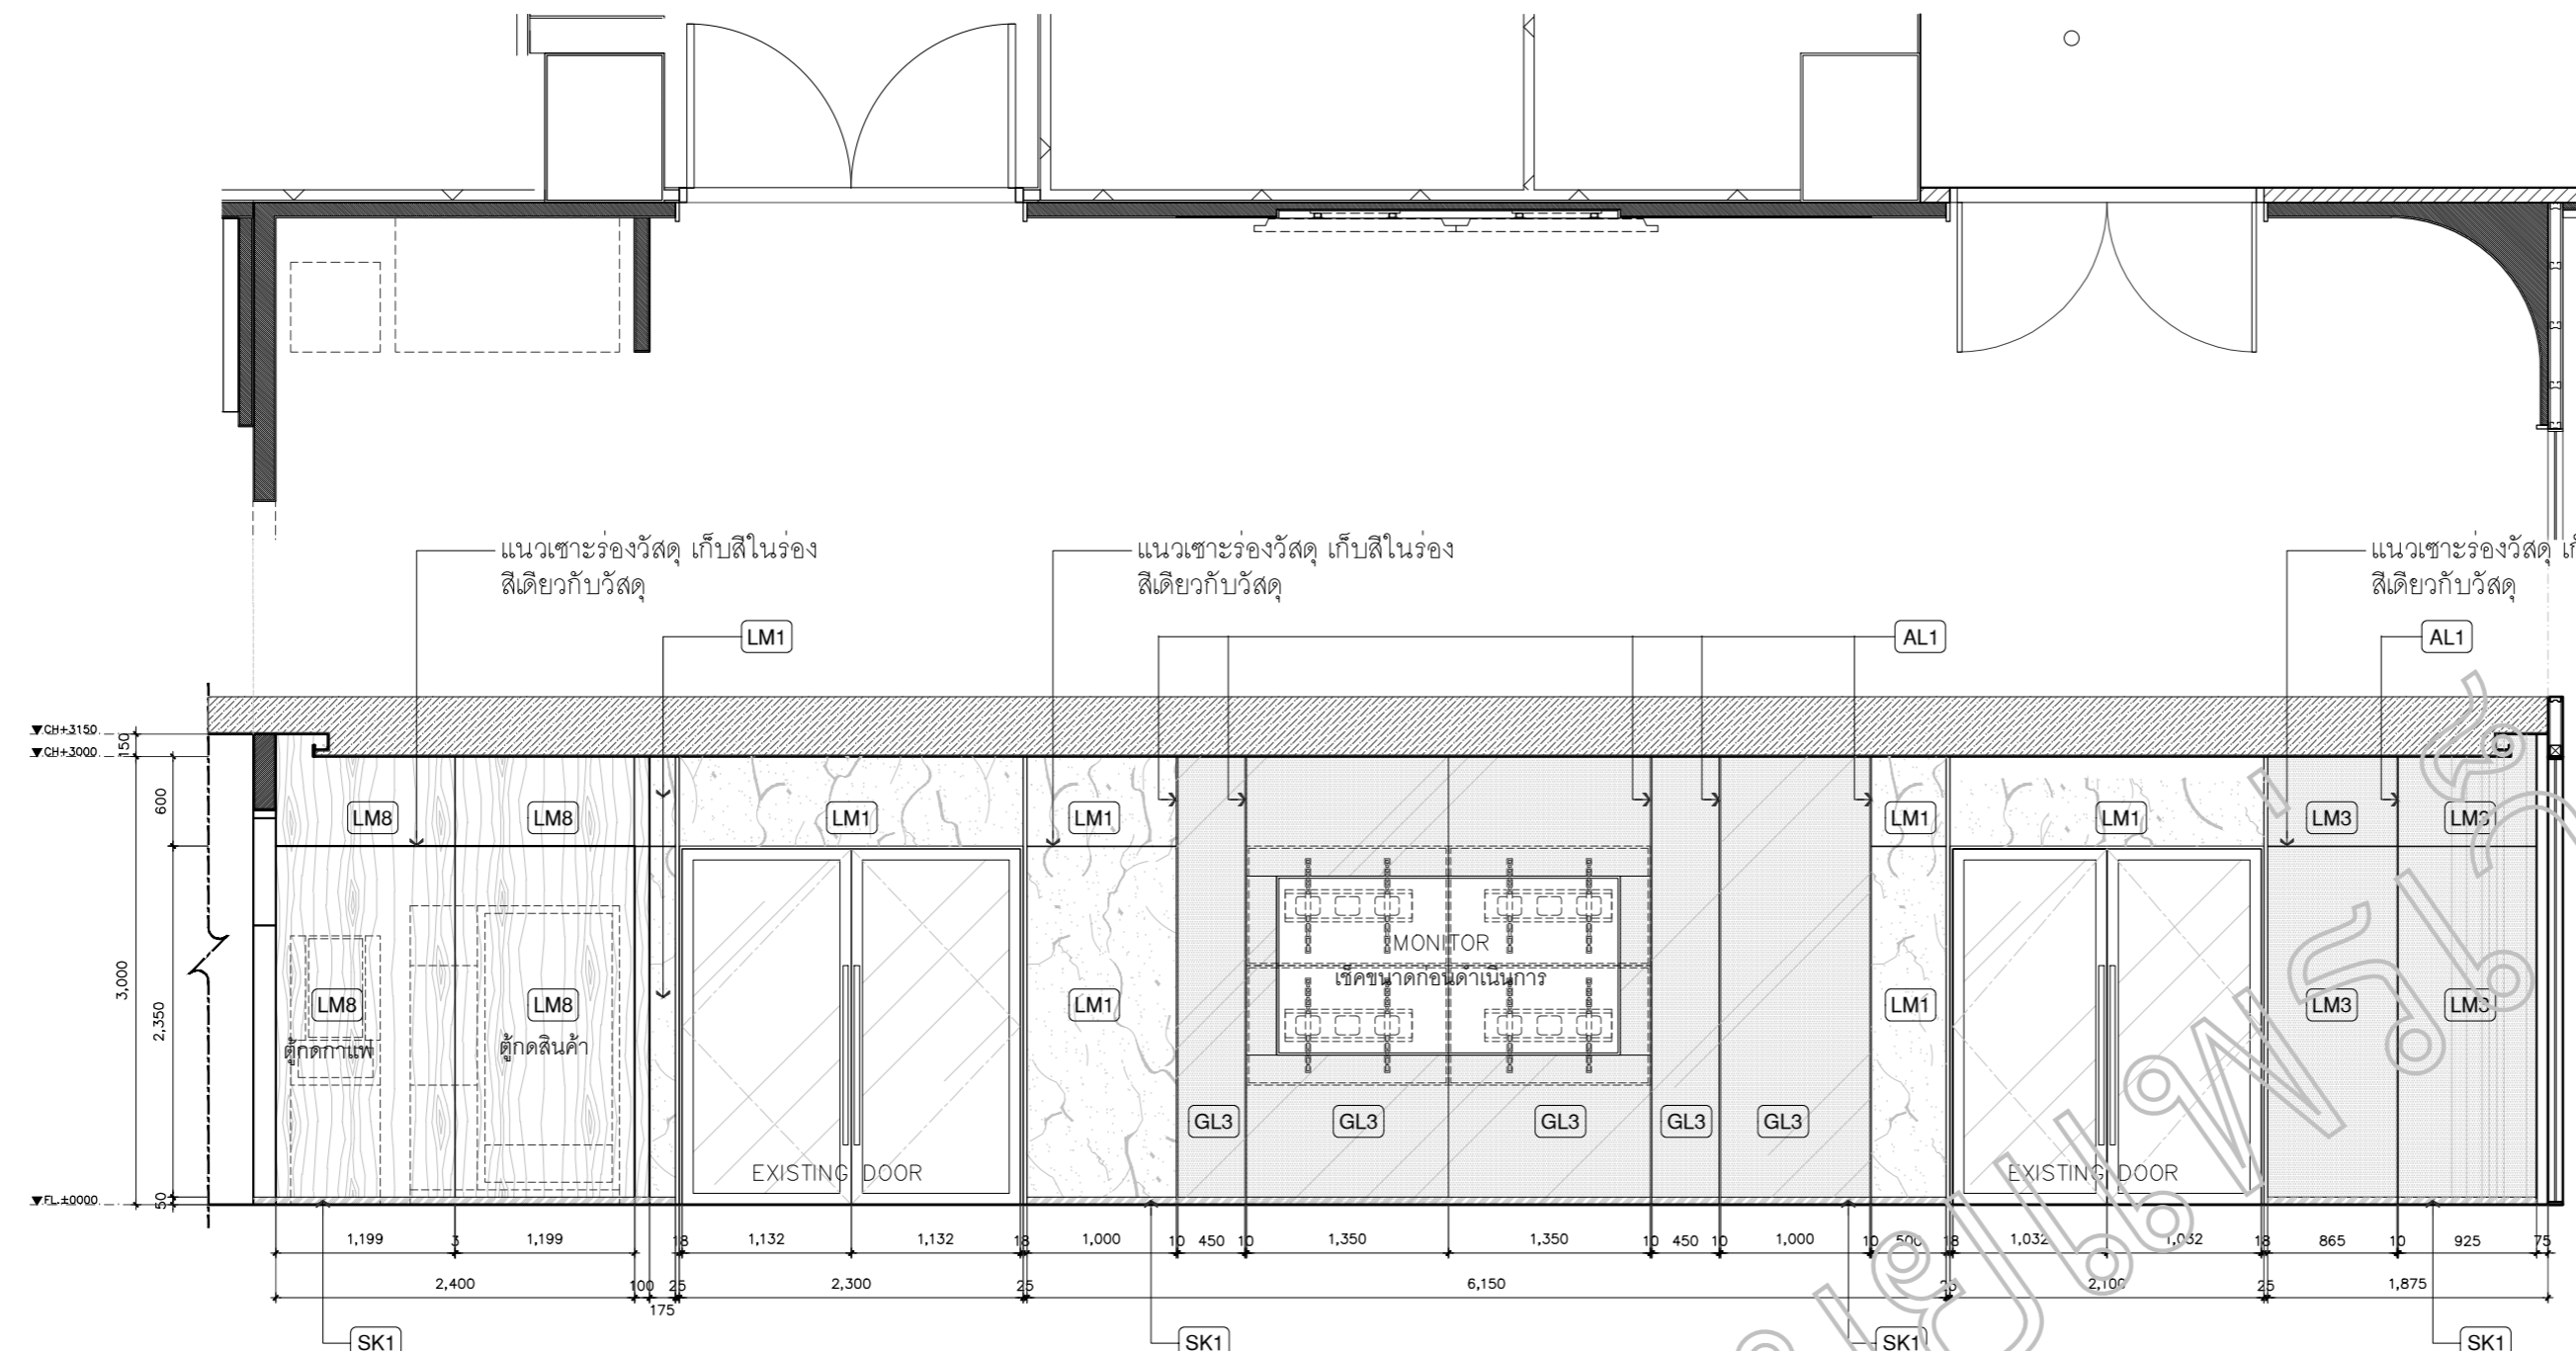 แนวเซาะร่องวัสดุ เก็บสีในร่อง
สีเดียวกับวัสดุ
แนวเซาะร่องวัสดุ เก็บสีในร่อง
สีเดียวกับวัสดุ
แนวเซาะร่องวัสดุ
สีเดียวกับวัสดุ
LM1
AL1
AL1
CH+3150
CH+3000
150
600
3,000
2,350
FL.±0000
50
LM8
LM8
LM1
LM1
LM1
LM1
LM3
LM3
MONITOR
เช็คขนาดก่อนดำเนินการ
LM8
LM8
LM1
LM1
LM3
LM3
ตู้กดกาแฟ
ตู้กดสินค้า
GL3
GL3
GL3
GL3
GL3
EXISTING DOOR
EXISTING DOOR
1,199 3 1,199 18 1,132 1,132 18 1,000 10 450 10 1,350 1,350 10 450 10 1,000 10 500 18 1,032 1,032 18 865 10 925 75
2,400 100 175 25 2,300 25 6,150 25 2,100 25 1,875
SK1
SK1
SK1
SK1